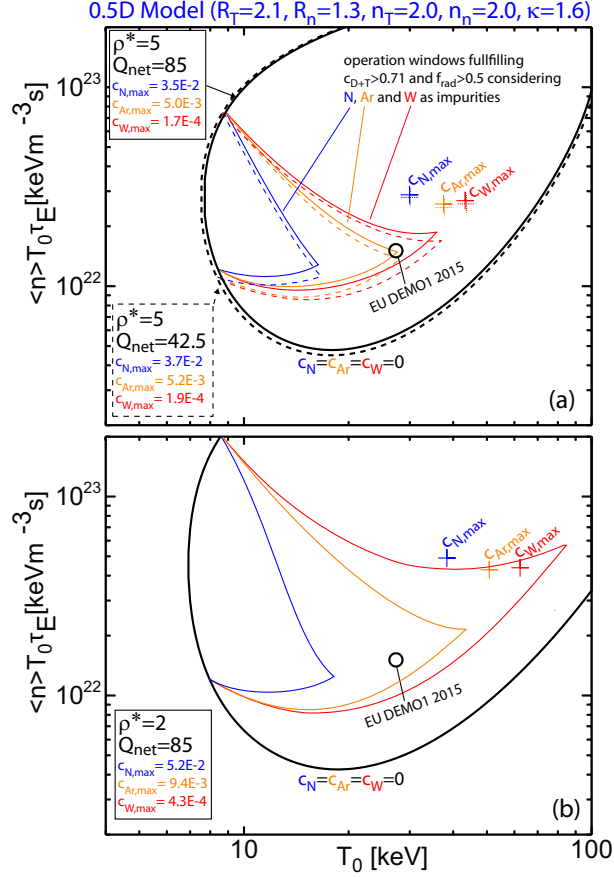 0.5D Model (R_T=2.1, R_n=1.3, n_T=2.0, n_n=2.0, κ=1.6)
ρ*=5
Q_net=85
c_N,max= 3.5E-2
c_Ar,max= 5.0E-3
c_W,max= 1.7E-4
operation windows fullfilling
c_D+T>0.71 and f_rad>0.5 considering
N, Ar and W as impurities
c_N,max
c_Ar,max
c_W,max
EU DEMO1 2015
ρ*=5
Q_net=42.5
c_N,max= 3.7E-2
c_Ar,max= 5.2E-3
c_W,max= 1.9E-4
c_N=c_Ar=c_W=0
(a)
10^23
10^22
<n>T_0 τ_E[keVm^-3s]
c_N,max
c_Ar,max
c_W,max
EU DEMO1 2015
ρ*=2
Q_net=85
c_N,max= 5.2E-2
c_Ar,max= 9.4E-3
c_W,max= 4.3E-4
c_N=c_Ar=c_W=0
(b)
10^23
10^22
<n>T_0 τ_E[keVm^-3s]
10
100
T_0 [keV]